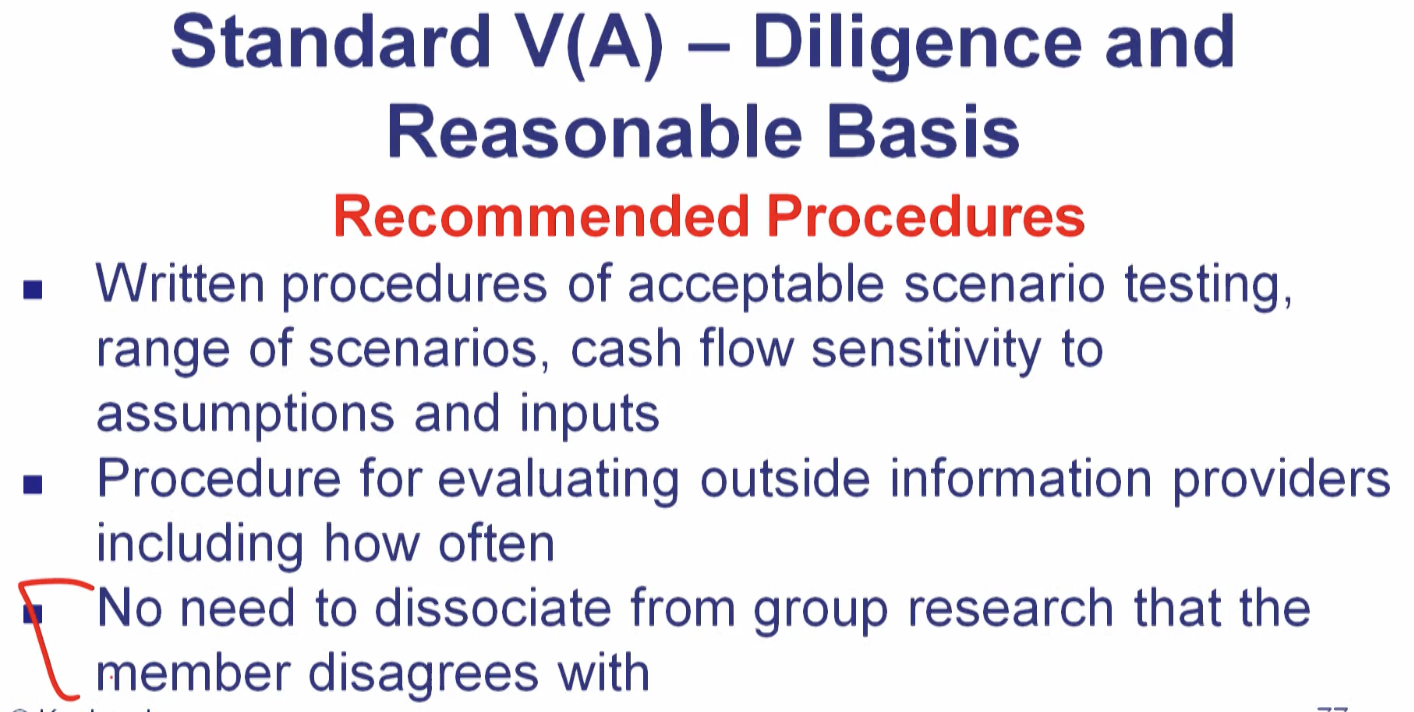 Standard V(A) – Diligence and
Reasonable Basis
Recommended Procedures
■ Written procedures of acceptable scenario testing,
range of scenarios, cash flow sensitivity to
assumptions and inputs
■ Procedure for evaluating outside information providers
including how often
■ No need to dissociate from group research that the
member disagrees with